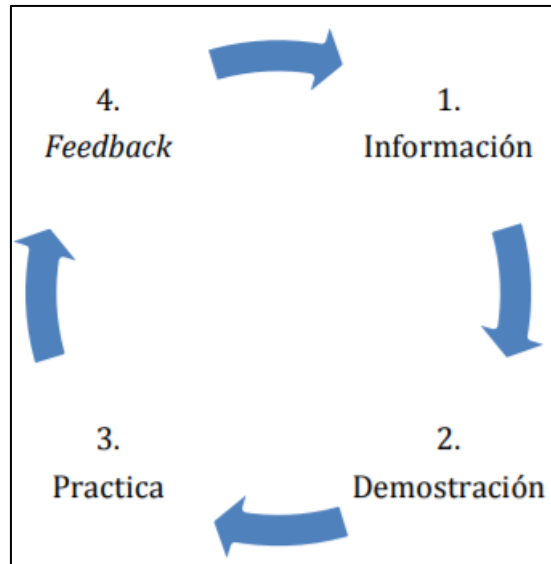 4.
Feedback
1.
Información
3.
Practica
2.
Demostración